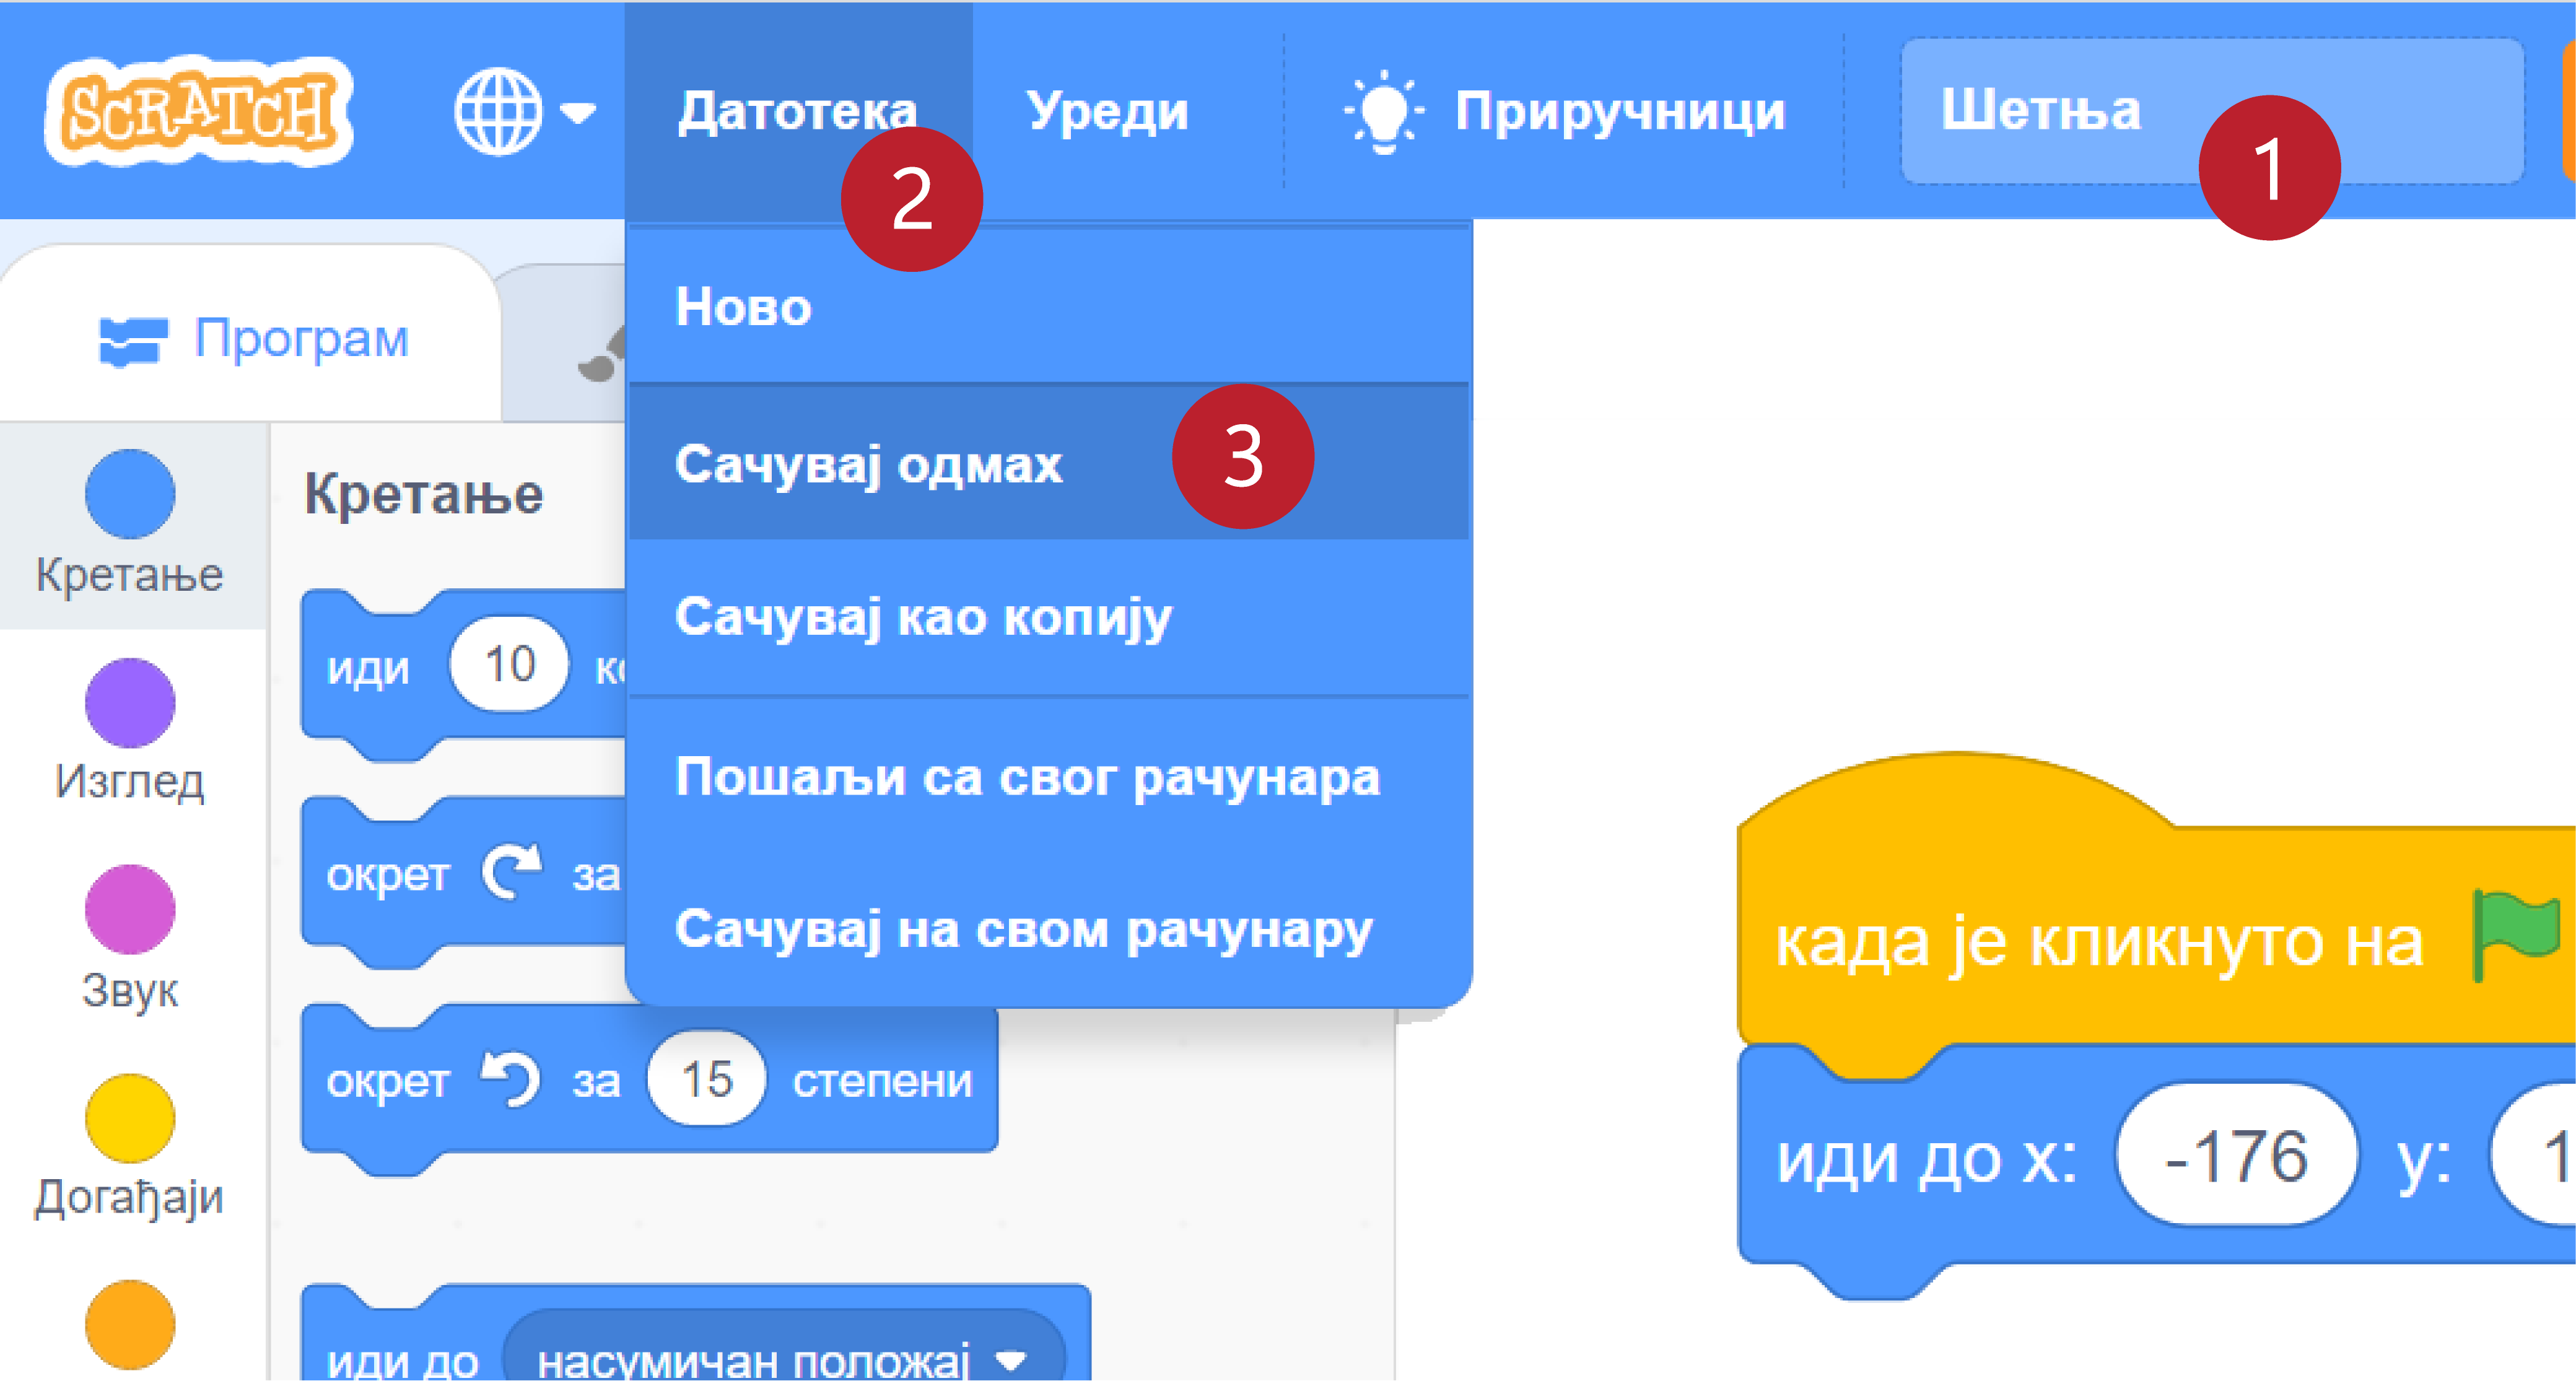 SCRATCH
Датотека
Уреди
Приручници
Шетња
1
2
Ново
Сачувај одмах
3
Сачувај као копију
Пошаљи са свог рачунара
Сачувај на свом рачунару
Програм
Кретање
Изглед
Звук
Догађаји
Кретање
иди 10
окрет за
окрет за 15 степени
иди до насумичан положај
када је кликнуто на
иди до x: -176 y: 1